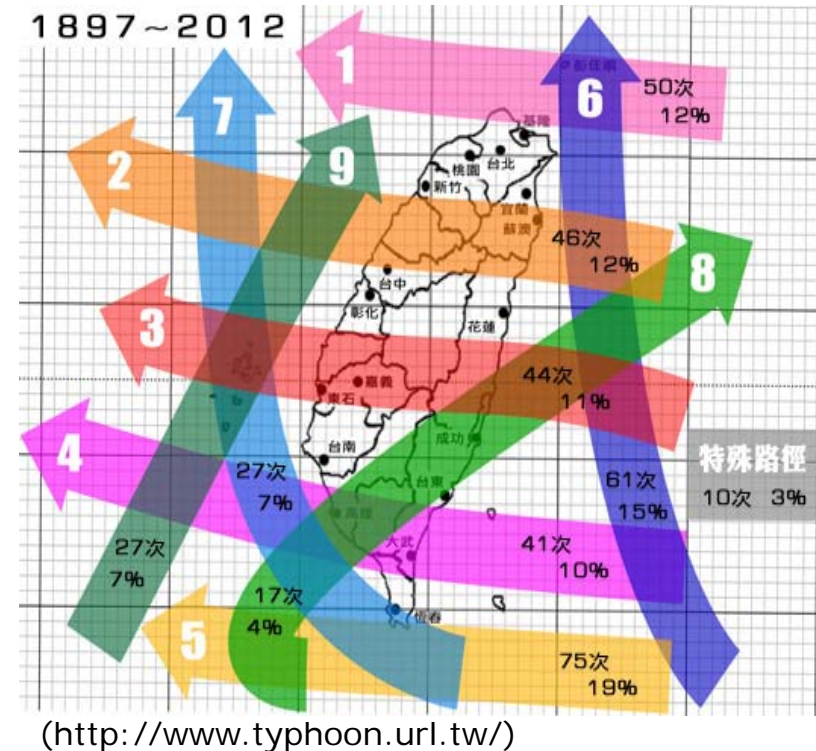 1897~2012
1
彭佳嶼
6
50次
12%
7
基隆
9
2
桃園
台北
新竹
宜蘭
蘇澳
46次
12%
8
台中
彰化
花蓮
3
嘉義
44次
11%
東石
成功
特殊路徑
10次 3%
4
台南
27次
7%
61次
15%
台東
高雄
27次
7%
大武
41次
10%
17次
4%
恆春
5
75次
19%
(http://www.typhoon.url.tw/)